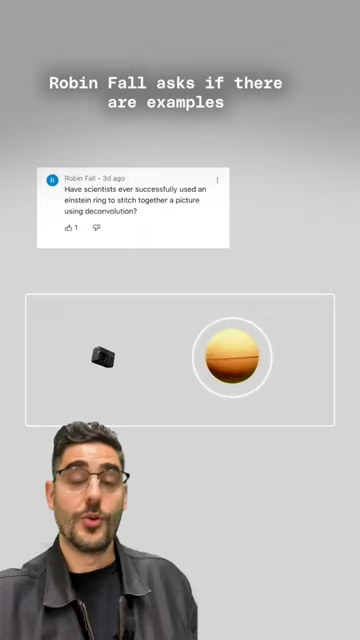 Robin Fall asks if there
are examples
R
Robin Fall • 3d ago
Have scientists ever successfully used an
einstein ring to stitch together a picture
using deconvolution?
1